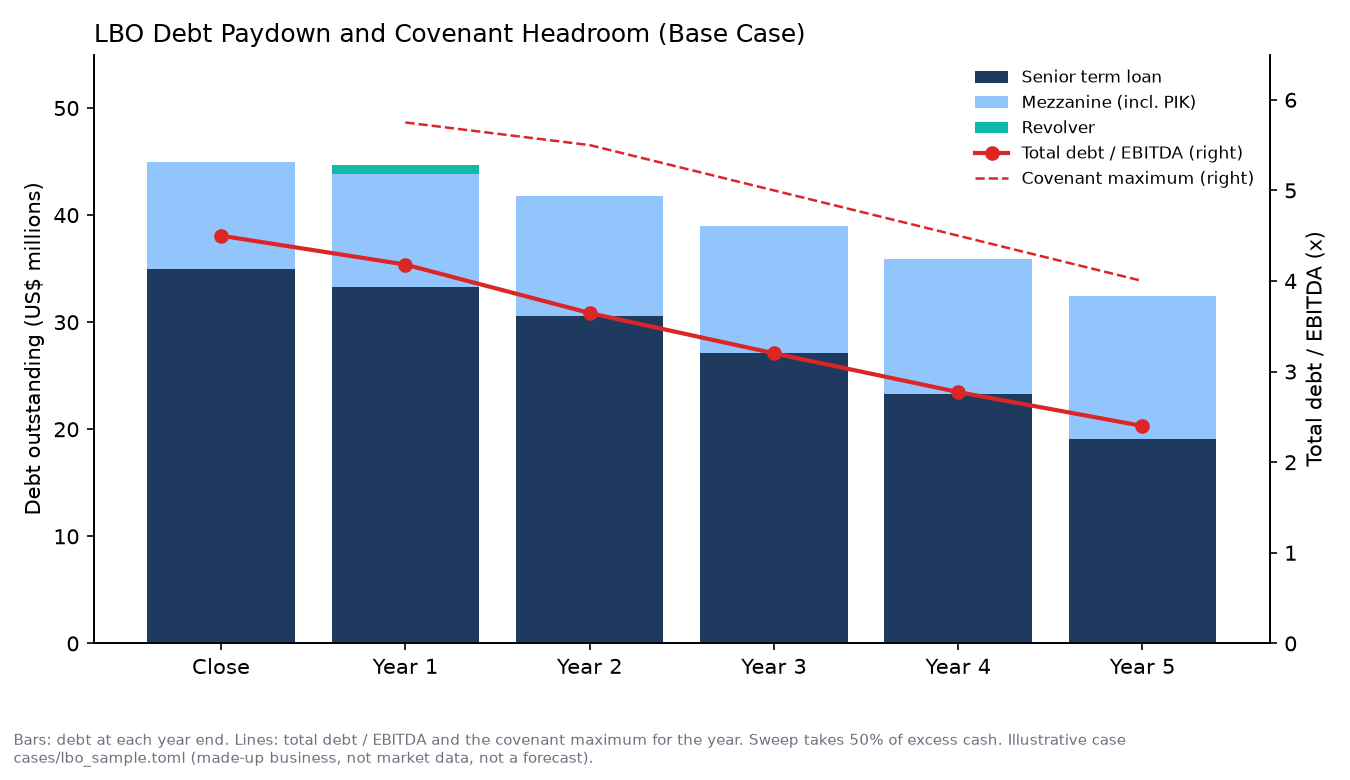 LBO Debt Paydown and Covenant Headroom (Base Case)
Senior term loan
Mezzanine (incl. PIK)
Revolver
Total debt / EBITDA (right)
Covenant maximum (right)
Debt outstanding (US$ millions)
50
40
30
20
10
0
6
5
4
3
2
1
0
Total debt / EBITDA (x)
Close
Year 1
Year 2
Year 3
Year 4
Year 5
Bars: debt at each year end. Lines: total debt / EBITDA and the covenant maximum for the year. Sweep takes 50% of excess cash. Illustrative case
cases/lbo_sample.toml (made-up business, not market data, not a forecast).